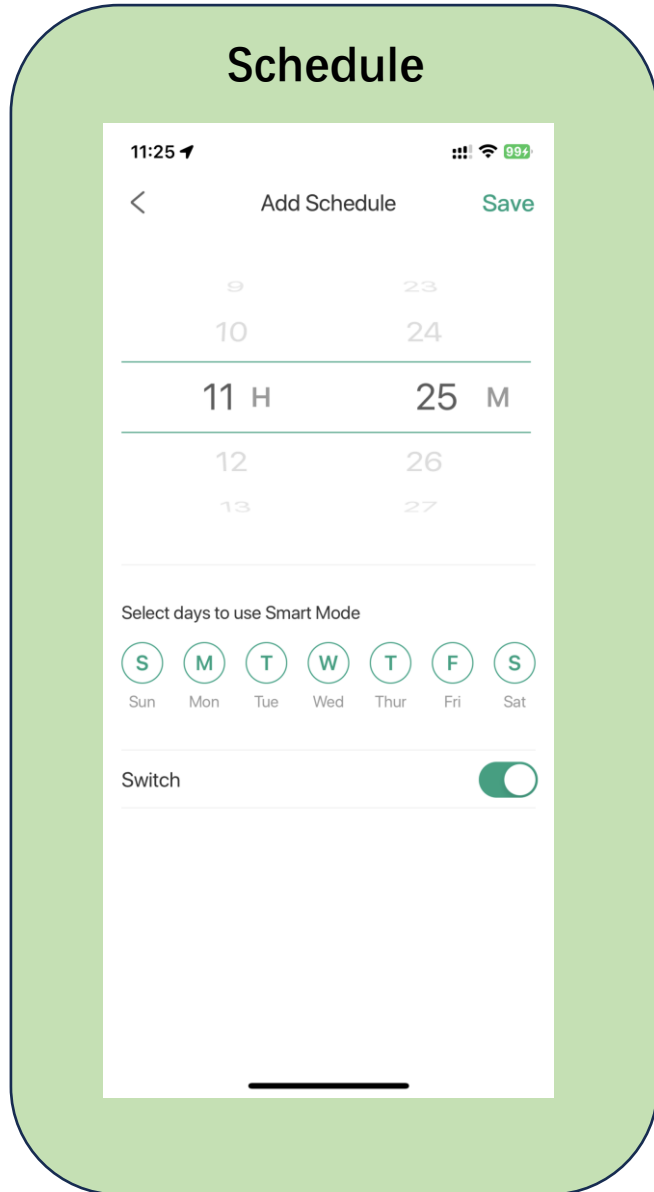 Schedule
11:25 99
Add Schedule Save
9 23
10 24
11 H 25 M
12 26
13 27
Select days to use Smart Mode
S M T W T F S
Sun Mon Tue Wed Thur Fri Sat
Switch